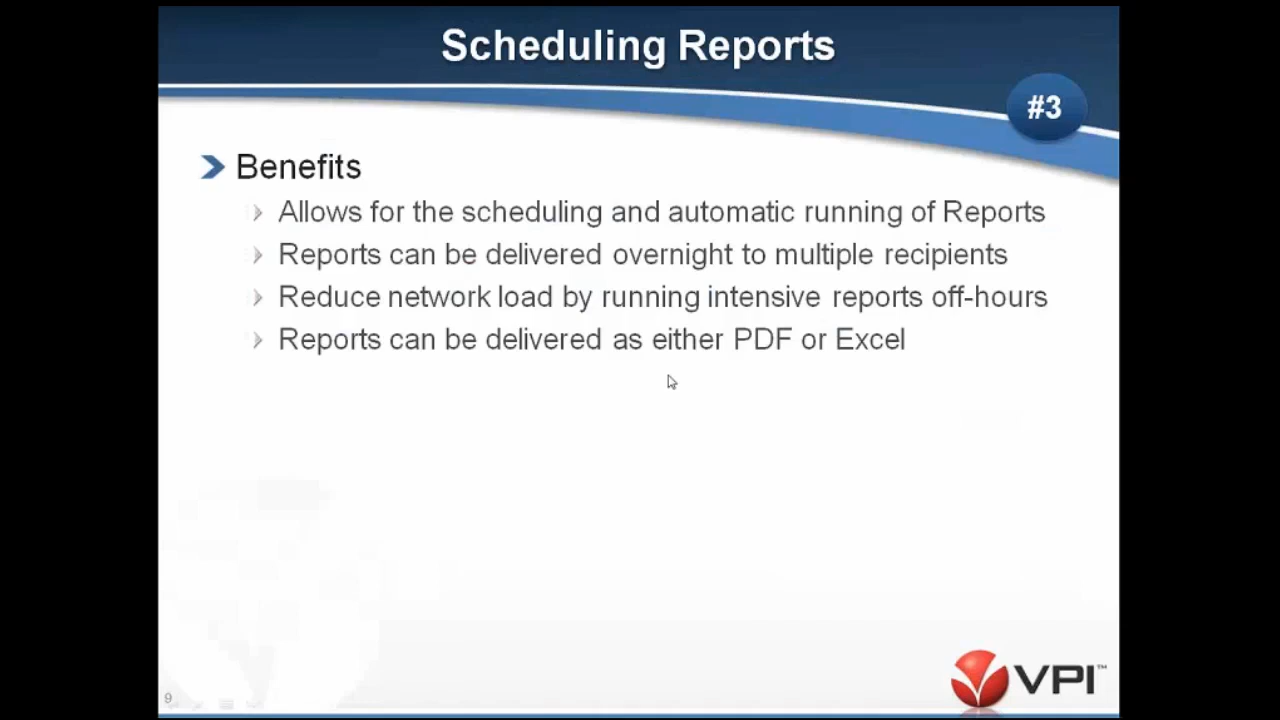 Scheduling Reports
#3
Benefits
Allows for the scheduling and automatic running of Reports
Reports can be delivered overnight to multiple recipients
Reduce network load by running intensive reports off-hours
Reports can be delivered as either PDF or Excel
9
VPI™